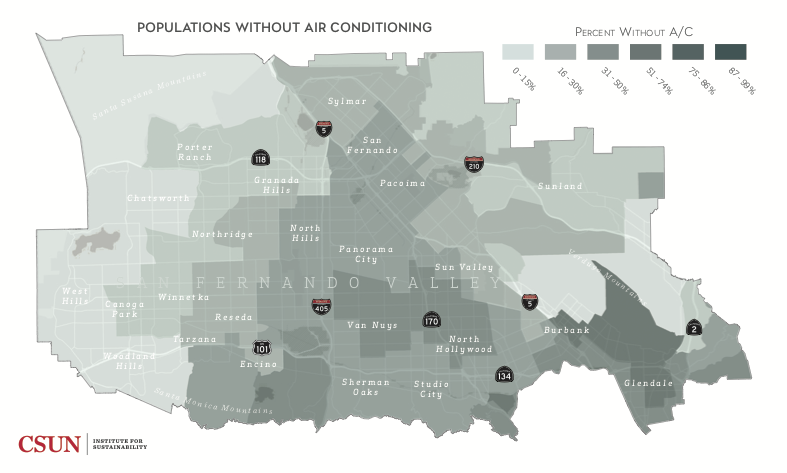 POPULATIONS WITHOUT AIR CONDITIONING
Percent Without A/C
0-15%
16-30%
31-50%
51-74%
75-86%
87-99%
Santa Susana Mountains
Sylmar
5
San
Fernando
Porter
Ranch
118
210
Granada
Hills
Pacoima
Sunland
Chatsworth
Northridge
North
Hills
Panorama
City
Verdugo Mountains
Sun Valley
SAN FERNANDO VALLEY
West
Hills
Canoga
Park
Winnetka
405
5
Reseda
Van Nuys
170
Burbank
2
Tarzana
101
North
Hollywood
Woodland
Hills
Encino
134
Sherman
Oaks
Studio
City
Glendale
Santa Monica Mountains
CSUN
INSTITUTE FOR
SUSTAINABILITY